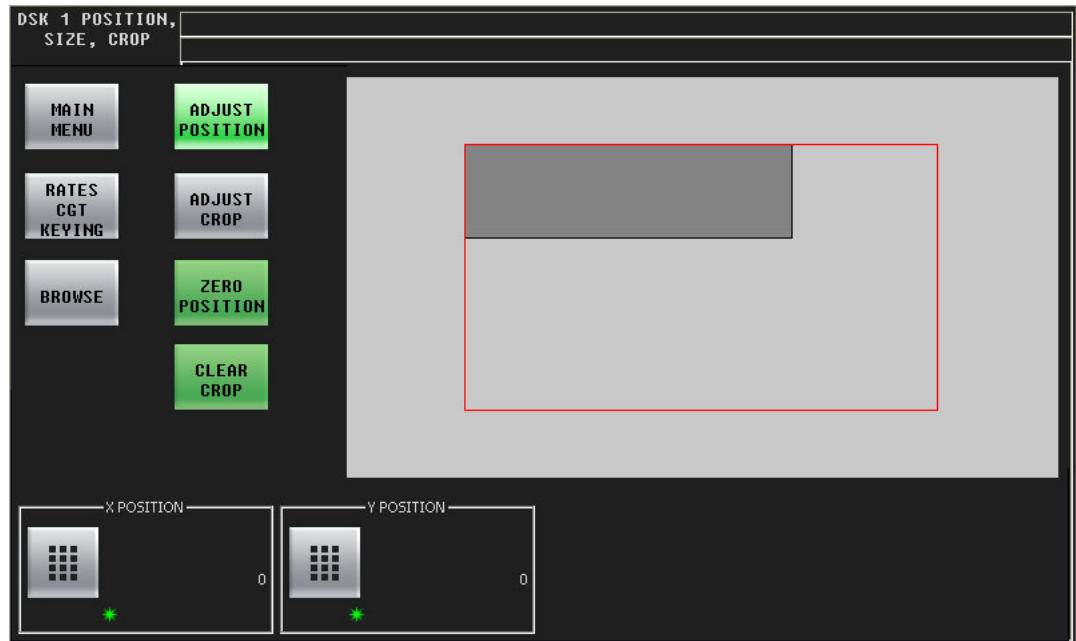 DSK 1 POSITION,
SIZE, CROP
MAIN
MENU
ADJUST
POSITION
RATES
CGT
KEYING
ADJUST
CROP
BROWSE
ZERO
POSITION
CLEAR
CROP
X POSITION
0
Y POSITION
0